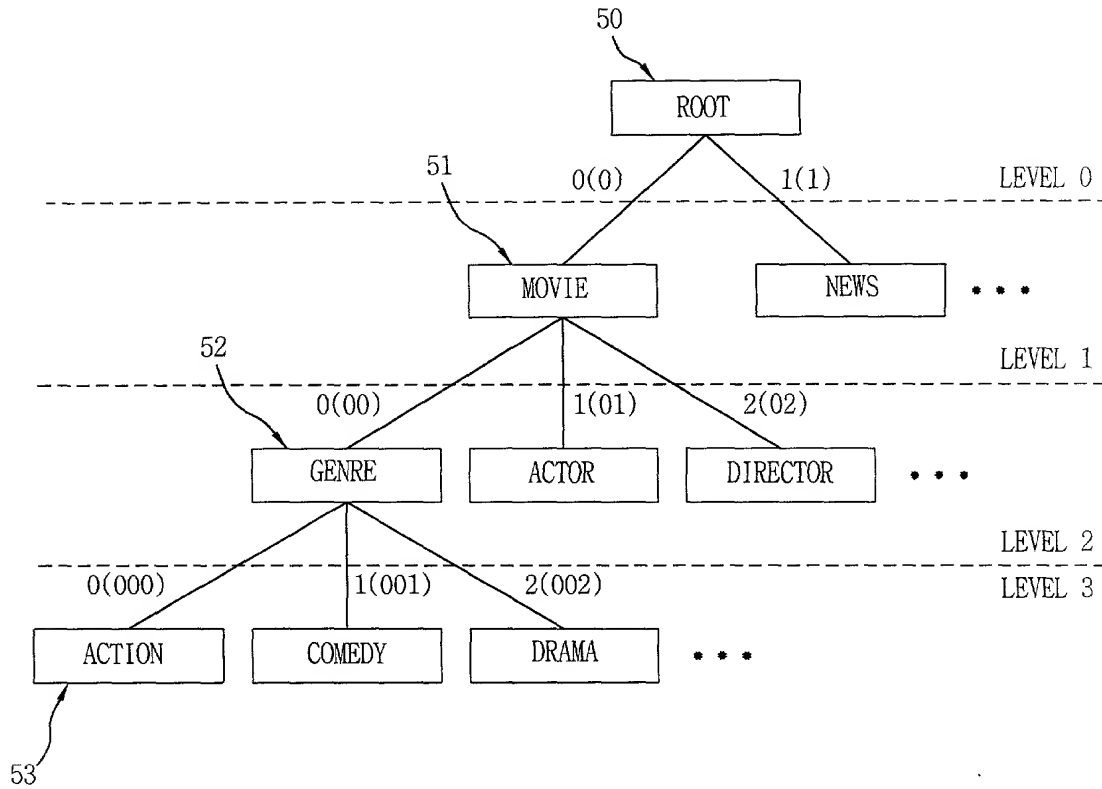 50
ROOT
51
0(0)
1(1)
LEVEL 0
MOVIE
NEWS
• • •
52
LEVEL 1
0(00)
1(01)
2(02)
GENRE
ACTOR
DIRECTOR
• • •
LEVEL 2
0(000)
1(001)
2(002)
LEVEL 3
ACTION
COMEDY
DRAMA
• • •
53